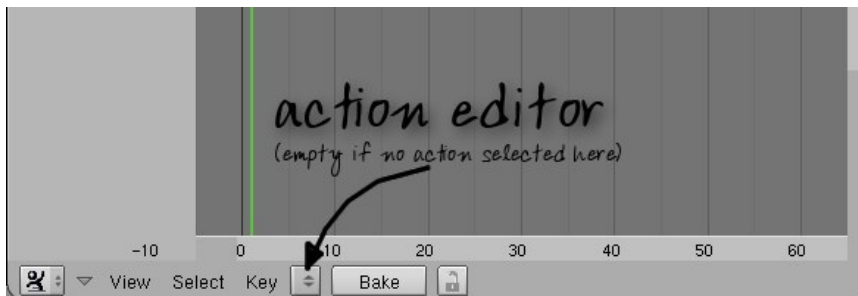 action editor
(empty if no action selected here)
-10 0 10 20 30 40 50 60
View Select Key Bake